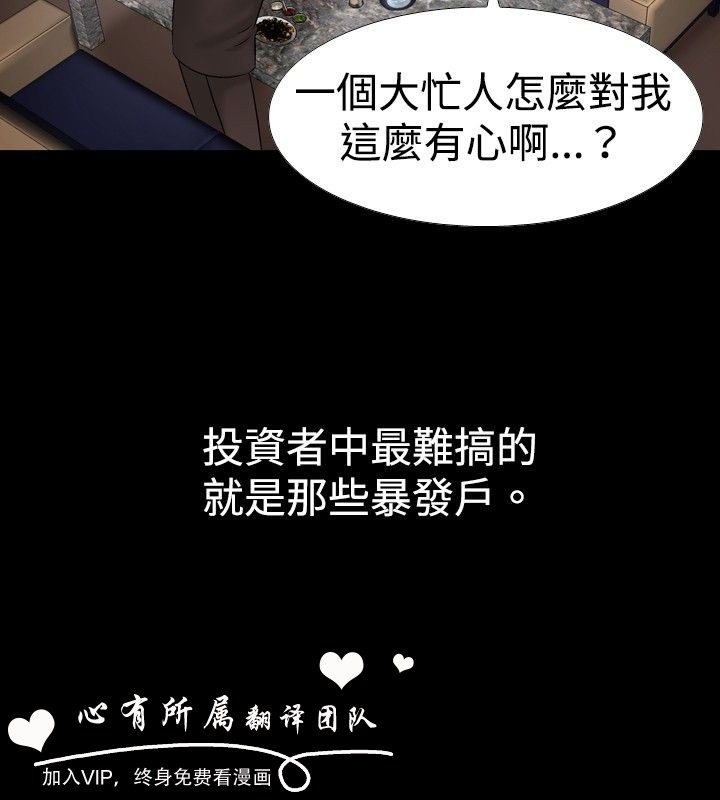 一個大忙人怎麼對我
這麼有心啊...？
投資者中最難搞的
就是那些暴發戶。
心有所属翻译团队
加入VIP，终身免费看漫画